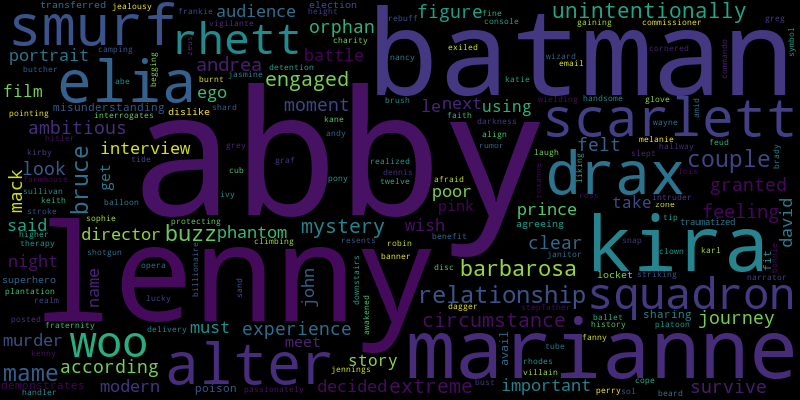 transferred jealousy frankie election height rebuff fine console gaining greg
smurf vigilante audience figure unintentionally
portrait rhett charity orphan zeus nancy exiled commissioner
camping begging andrea battle batman email cornered symbol
film butcher elia abe burnt jasmine detention engaged wizard commando
misunderstanding ego shard moment le next using katie handsome glove scarlett
pointing interrogates dislike kane brush faith wielding amid wayne
ambitious hitler abby andy darkness align melanie feud
kirby tide interview grey laugh rumor felt hallway brady
look farmhouse bruce graf realized dennis slept couple
mack sullivan get cub pony twelve afraid liking drax intruder lois
keith balloon ivy poor roxanne ross zone granted
stroke sophie protecting pink prince take traumatized david
said director buzz phantom mystery wish agreeing tip feeling
higher therapy climbing robin clear snap clown karl fit
night shotgun lenny resents banner benefit janitor kira
superhero opera billionaire downstairs disc barbarosa locket striking bonnie narrator
plantation name lucky sand john relationship squadron
realm posted dagger stepfather sharing history ballet platoon journey
fraternity delivery must experience awakened circumstance
murder woo meet avail tube fanny marianne
kenny according alter story rhodes villain
mame jennings decided extreme important cope survive
demonstrates modern poison passionately bust perry sol beard
handler